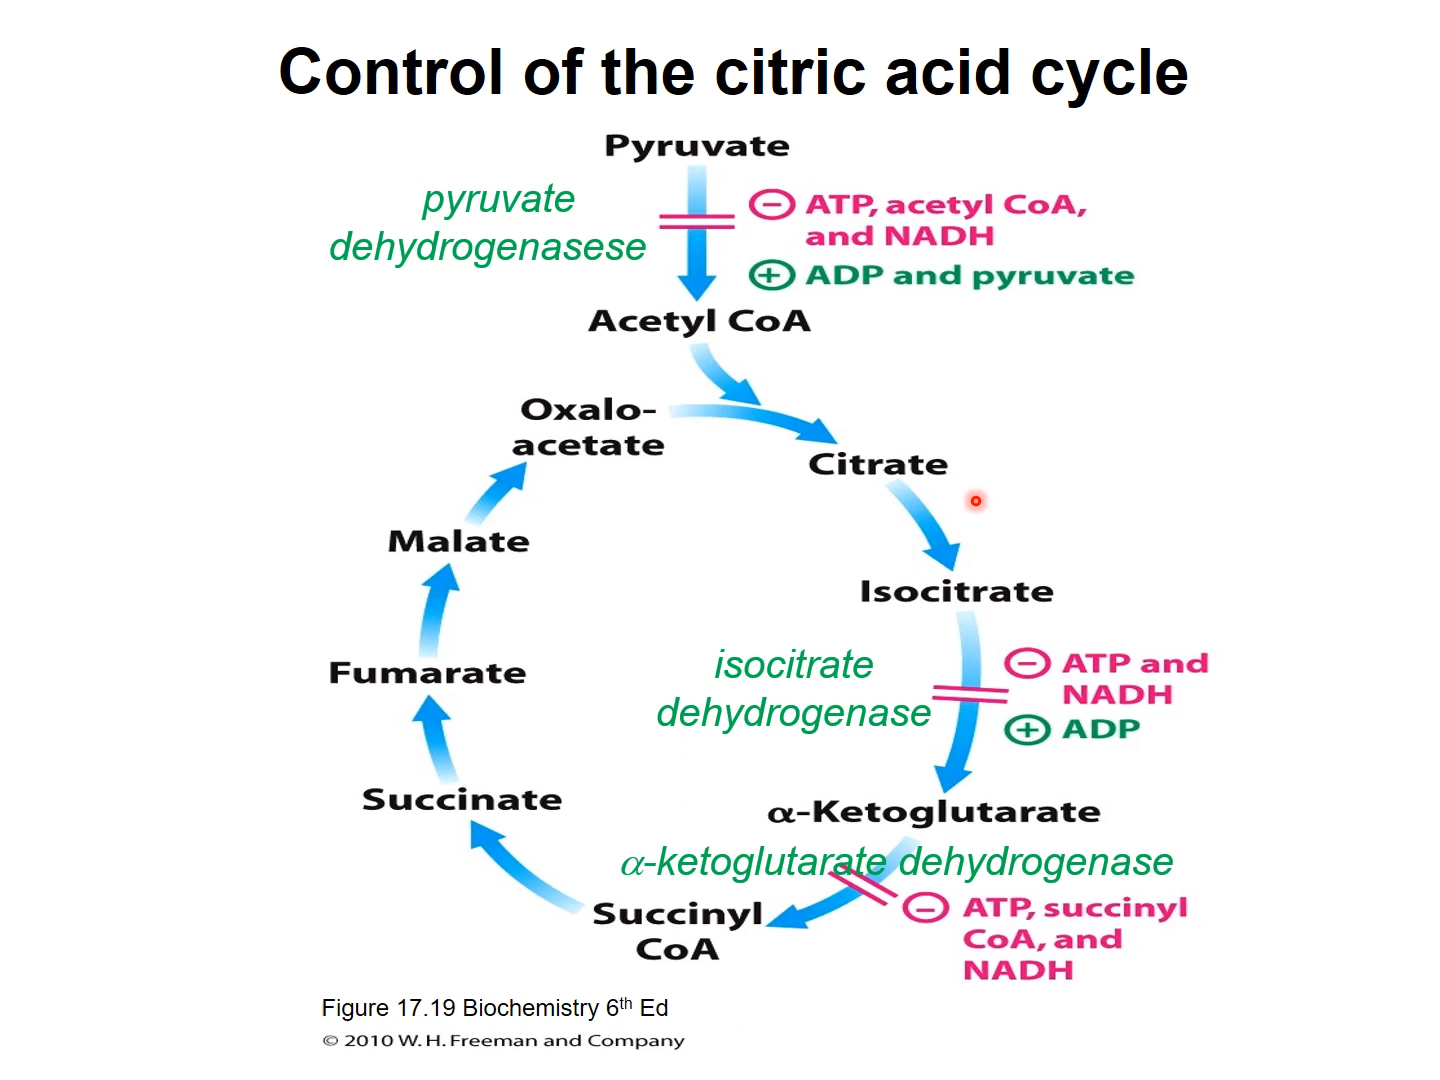 Control of the citric acid cycle
Pyruvate
pyruvate
dehydrogenasese
− ATP, acetyl CoA,
and NADH
+ ADP and pyruvate
Acetyl CoA
Oxalo-
acetate
Citrate
Malate
Isocitrate
Fumarate
isocitrate
dehydrogenase
− ATP and
NADH
+ ADP
Succinate
α-Ketoglutarate
α-ketoglutarate dehydrogenase
Succinyl
CoA
− ATP, succinyl
CoA, and
NADH
Figure 17.19 Biochemistry 6th Ed
© 2010 W. H. Freeman and Company